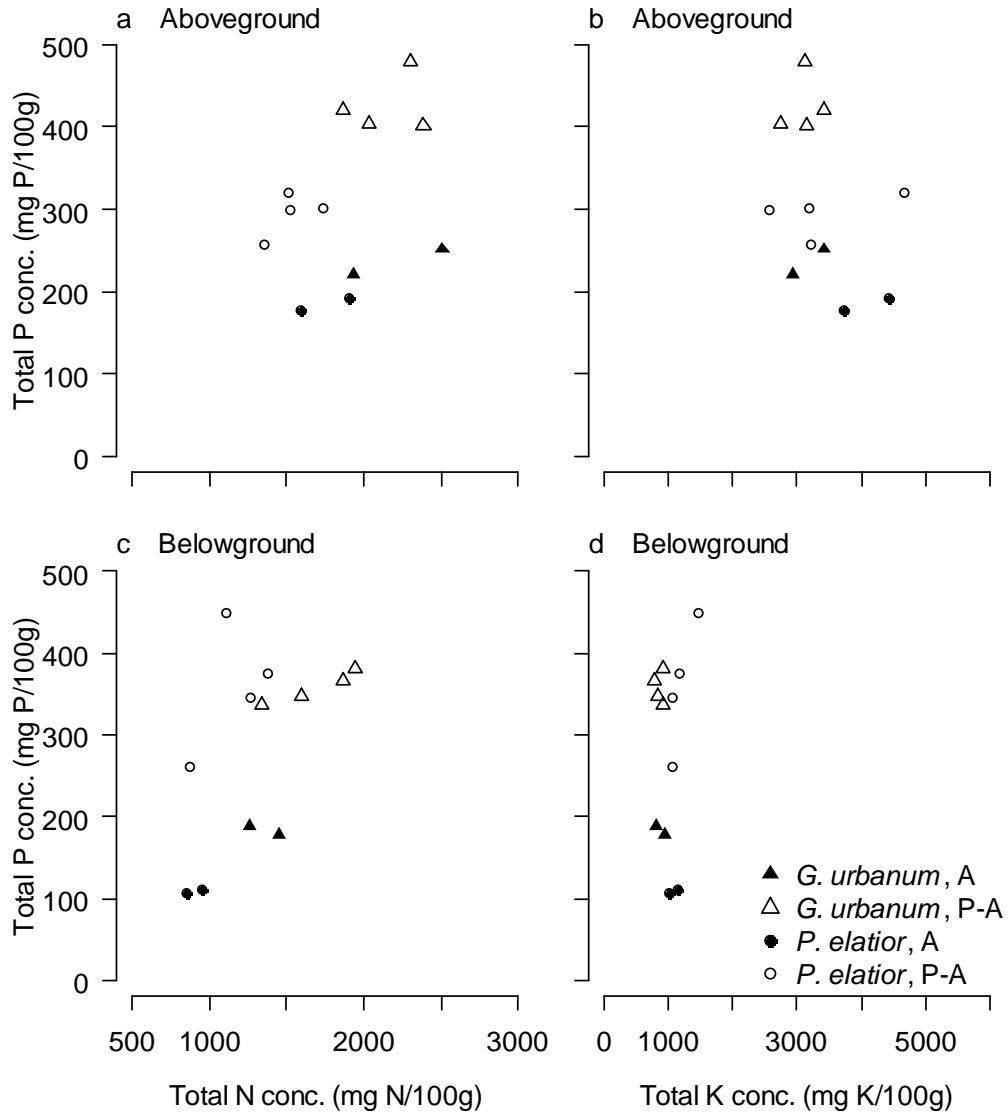 a Aboveground
b Aboveground
Total P conc. (mg P/100g)
500
400
300
200
100
0
c Belowground
d Belowground
Total P conc. (mg P/100g)
500
400
300
200
100
0
G. urbanum, A
G. urbanum, P-A
P. elatior, A
P. elatior, P-A
500 1000 2000 3000
0 1000 3000 5000
Total N conc. (mg N/100g)
Total K conc. (mg K/100g)